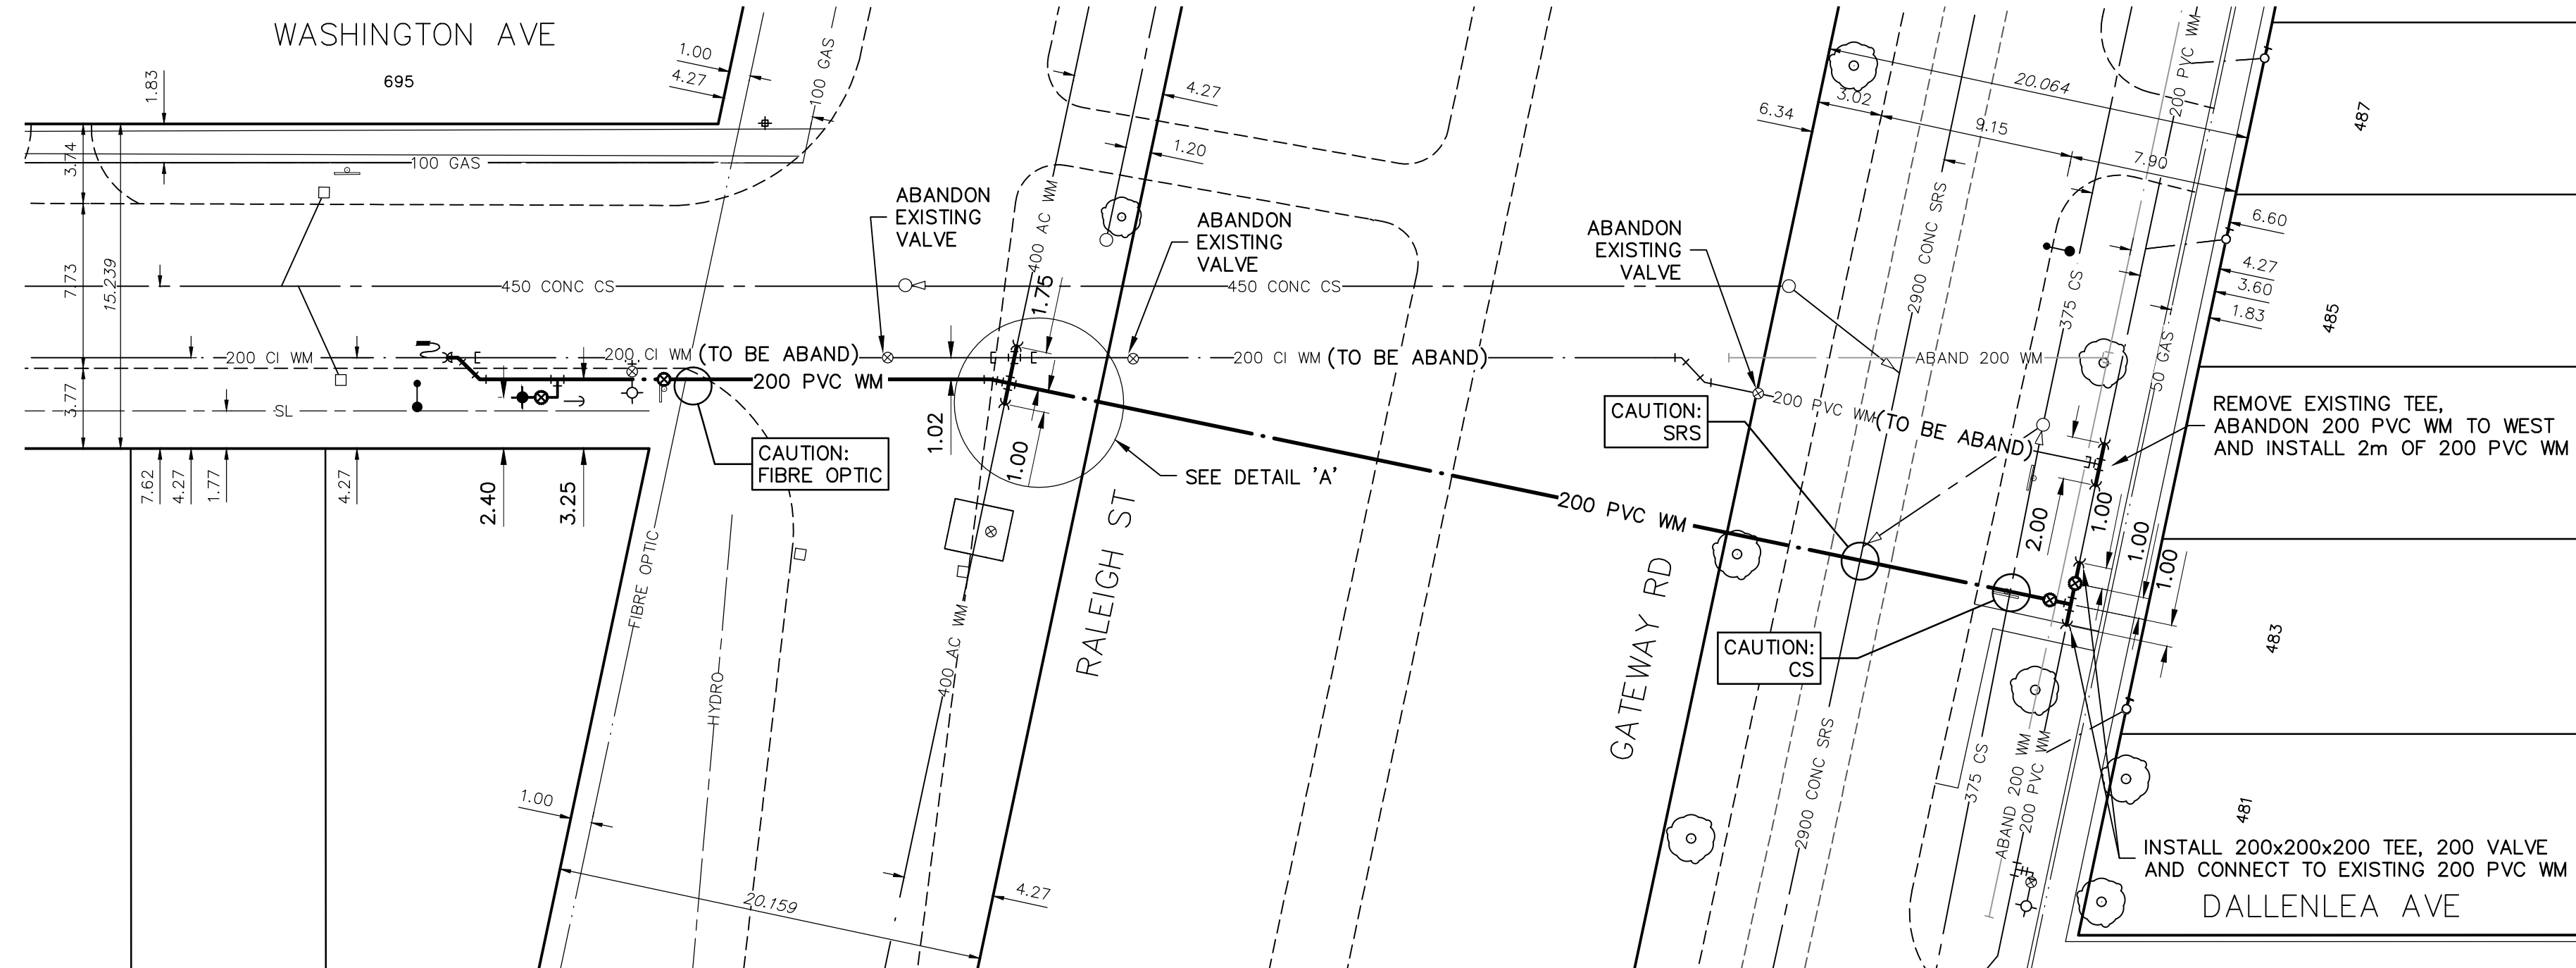 WASHINGTON AVE
695
1.83
3.74
7.73
15.239
3.77
100 GAS
1.00
4.27
100 GAS
450 CONC CS
200 CI WM
SL
7.62
4.27
1.77
4.27
2.40
3.25
200 CI WM (TO BE ABAND)
200 PVC WM
CAUTION:
FIBRE OPTIC
FIBRE OPTIC
HYDRO
1.00
20.159
4.27
ABANDON
EXISTING
VALVE
400 AC WM
1.75
1.02
1.00
400 AC WM
4.27
1.20
ABANDON
EXISTING
VALVE
450 CONC CS
200 CI WM (TO BE ABAND)
SEE DETAIL 'A'
RALEIGH ST
200 PVC WM
ABANDON
EXISTING
VALVE
6.34
3.02
20.064
9.15
7.90
2900 CONC SRS
375 CS
200 PVC WM
50 GAS
ABAND 200 WM
200 PVC WM (TO BE ABAND)
CAUTION:
SRS
CAUTION:
CS
GATEWAY RD
2900 CONC SRS
375 CS
ABAND 200 WM
200 PVC WM
2.00
1.00
1.00
1.00
487
6.60
4.27
3.60
1.83
485
REMOVE EXISTING TEE,
ABANDON 200 PVC WM TO WEST
AND INSTALL 2m OF 200 PVC WM
483
481
INSTALL 200x200x200 TEE, 200 VALVE
AND CONNECT TO EXISTING 200 PVC WM
DALLENLEA AVE